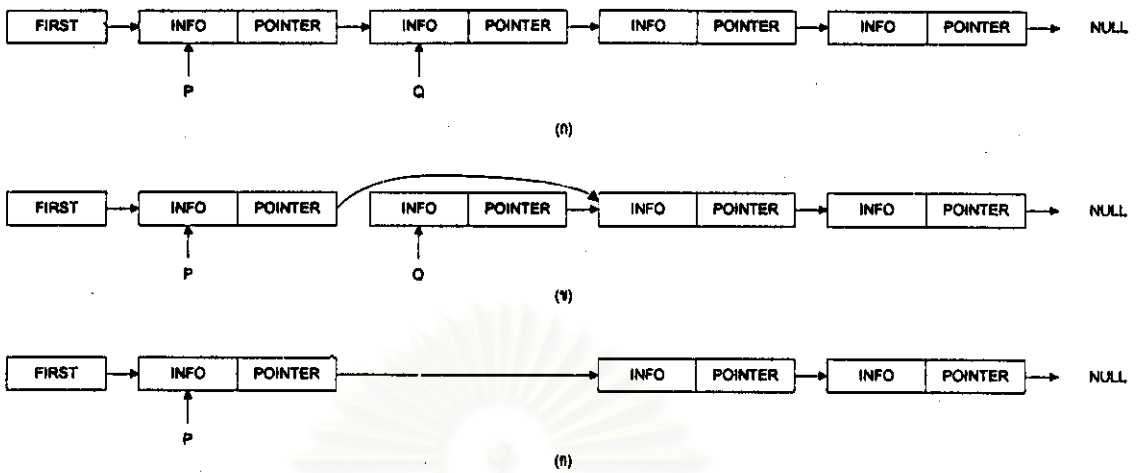 FIRST INFO POINTER INFO POINTER INFO POINTER INFO POINTER NULL
P Q
(ก)
FIRST INFO POINTER INFO POINTER INFO POINTER INFO POINTER NULL
P Q
(ข)
FIRST INFO POINTER INFO POINTER INFO POINTER NULL
P
(ค)